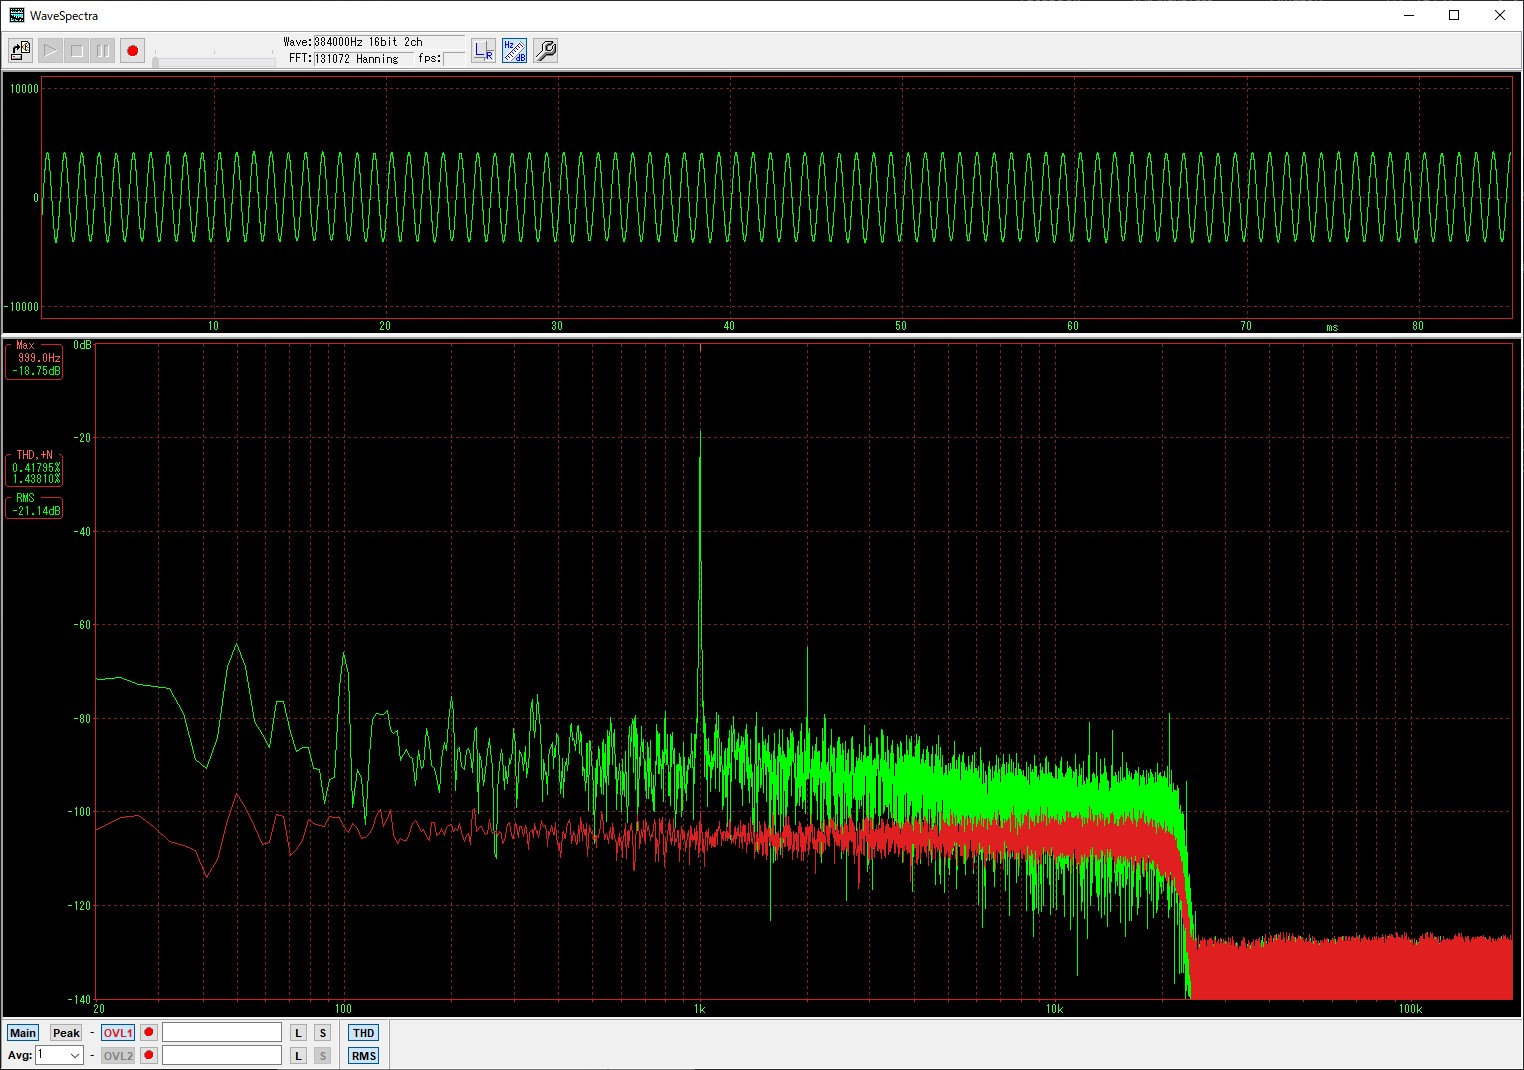 WaveSpectra
Wave: 384000Hz 16bit 2ch
FFT: 131072 Hanning fps:
L R
Hz dB
10000
0
-10000
10 20 30 40 50 60 70 ms 80
Max
999.0Hz
-18.75dB
THD,+N
0.41795%
1.43810%
RMS
-21.14dB
0dB
-20
-40
-60
-80
-100
-120
-140
20 100 1k 10k 100k
Main Peak - OVL1 L S THD
Avg: 1 - OVL2 L S RMS